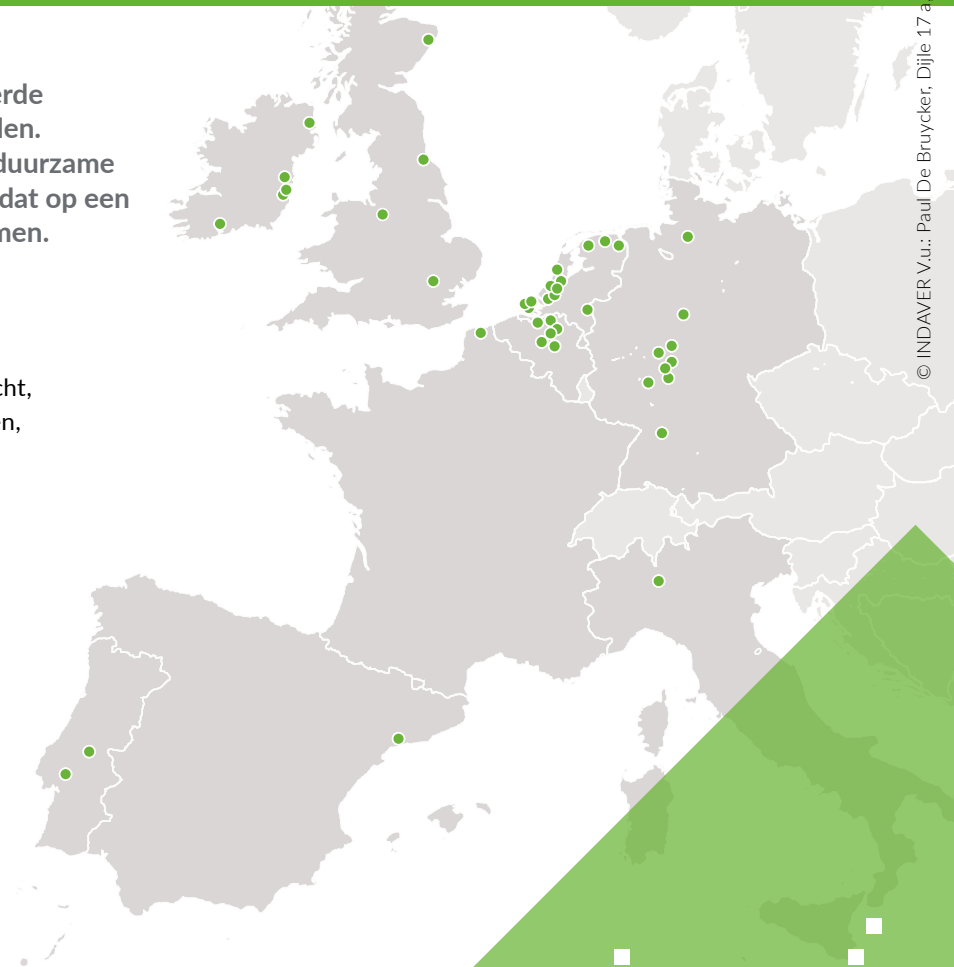 erde
len.
duurzame
dat op een
men.
cht,
n,
© INDAVER V.u.: Paul De Bruycker, Dijle 17 a,